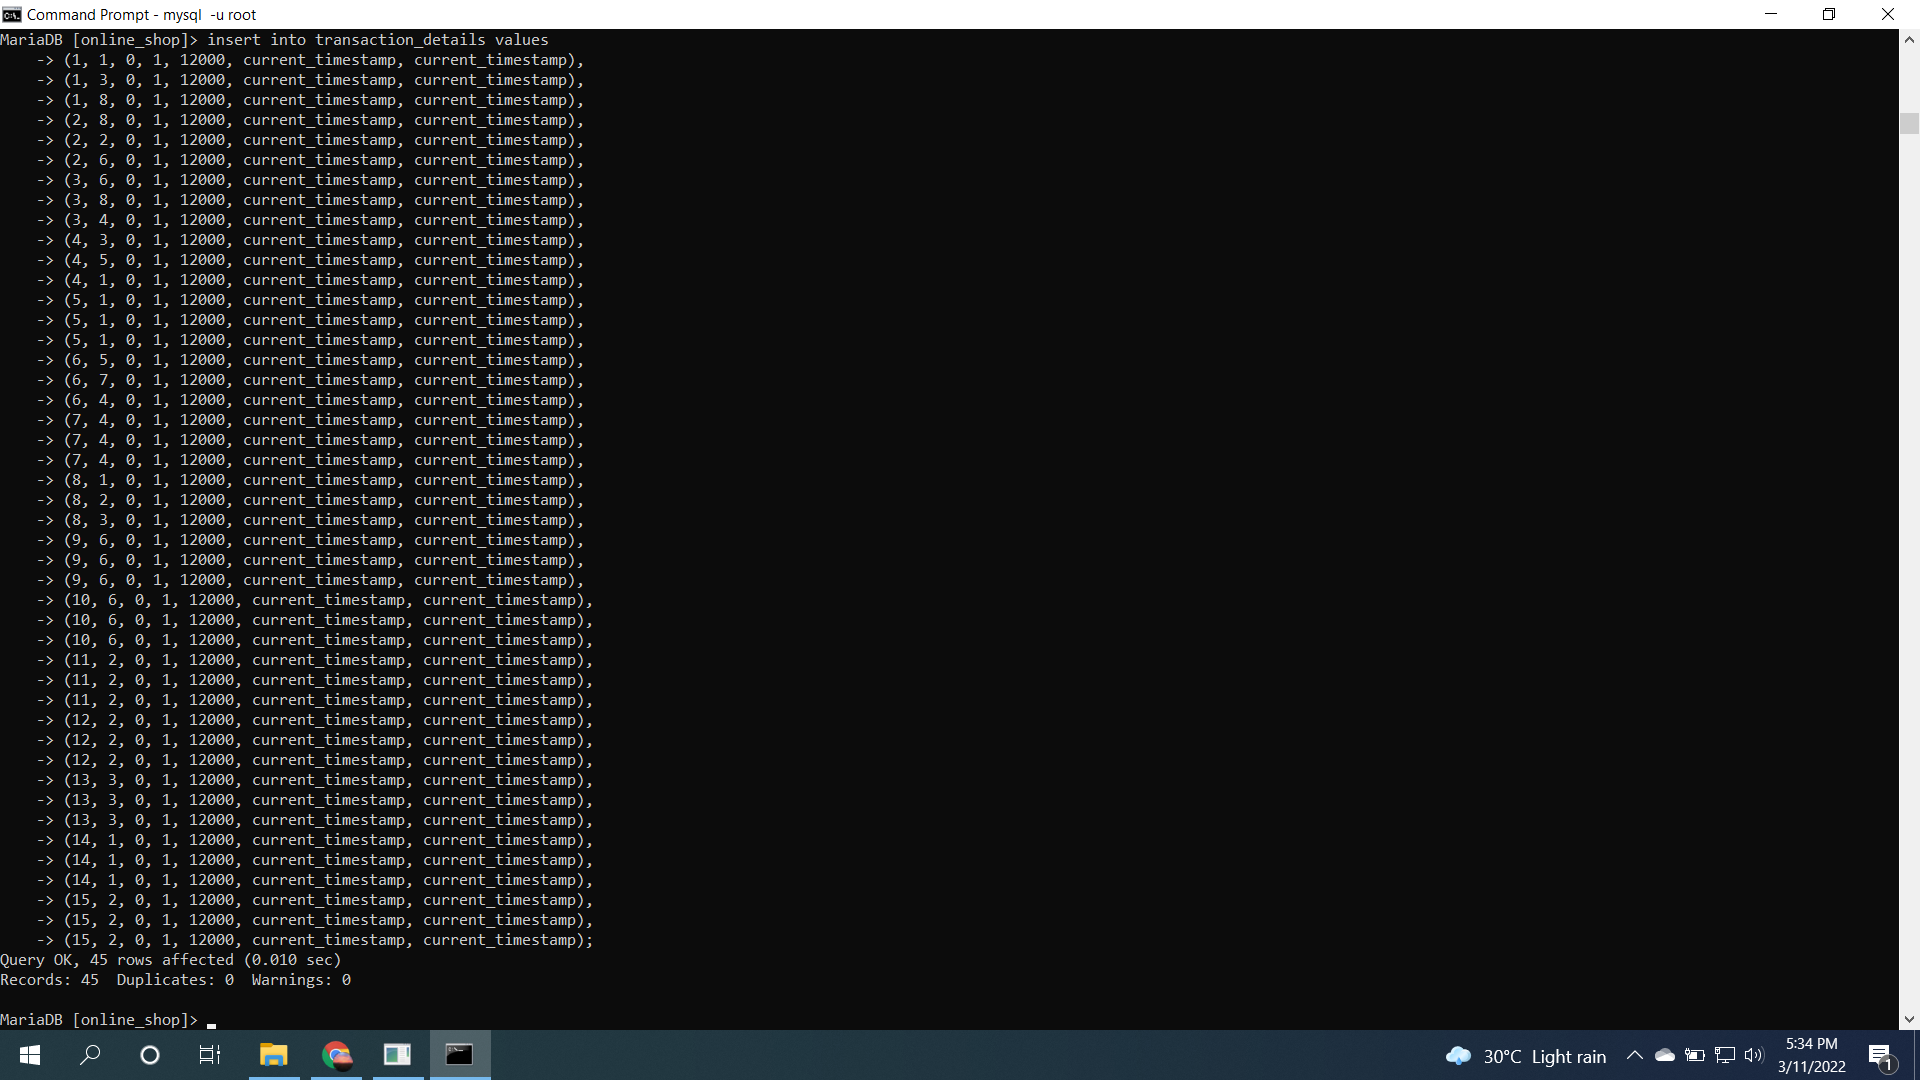 Command Prompt - mysql  -u root
MariaDB [online_shop]> insert into transaction_details values
    -> (1, 1, 0, 1, 12000, current_timestamp, current_timestamp),
    -> (1, 3, 0, 1, 12000, current_timestamp, current_timestamp),
    -> (1, 8, 0, 1, 12000, current_timestamp, current_timestamp),
    -> (2, 8, 0, 1, 12000, current_timestamp, current_timestamp),
    -> (2, 2, 0, 1, 12000, current_timestamp, current_timestamp),
    -> (2, 6, 0, 1, 12000, current_timestamp, current_timestamp),
    -> (3, 6, 0, 1, 12000, current_timestamp, current_timestamp),
    -> (3, 8, 0, 1, 12000, current_timestamp, current_timestamp),
    -> (3, 4, 0, 1, 12000, current_timestamp, current_timestamp),
    -> (4, 3, 0, 1, 12000, current_timestamp, current_timestamp),
    -> (4, 5, 0, 1, 12000, current_timestamp, current_timestamp),
    -> (4, 1, 0, 1, 12000, current_timestamp, current_timestamp),
    -> (5, 1, 0, 1, 12000, current_timestamp, current_timestamp),
    -> (5, 1, 0, 1, 12000, current_timestamp, current_timestamp),
    -> (5, 1, 0, 1, 12000, current_timestamp, current_timestamp),
    -> (6, 5, 0, 1, 12000, current_timestamp, current_timestamp),
    -> (6, 7, 0, 1, 12000, current_timestamp, current_timestamp),
    -> (6, 4, 0, 1, 12000, current_timestamp, current_timestamp),
    -> (7, 4, 0, 1, 12000, current_timestamp, current_timestamp),
    -> (7, 4, 0, 1, 12000, current_timestamp, current_timestamp),
    -> (7, 4, 0, 1, 12000, current_timestamp, current_timestamp),
    -> (8, 1, 0, 1, 12000, current_timestamp, current_timestamp),
    -> (8, 2, 0, 1, 12000, current_timestamp, current_timestamp),
    -> (8, 3, 0, 1, 12000, current_timestamp, current_timestamp),
    -> (9, 6, 0, 1, 12000, current_timestamp, current_timestamp),
    -> (9, 6, 0, 1, 12000, current_timestamp, current_timestamp),
    -> (9, 6, 0, 1, 12000, current_timestamp, current_timestamp),
    -> (10, 6, 0, 1, 12000, current_timestamp, current_timestamp),
    -> (10, 6, 0, 1, 12000, current_timestamp, current_timestamp),
    -> (10, 6, 0, 1, 12000, current_timestamp, current_timestamp),
    -> (11, 2, 0, 1, 12000, current_timestamp, current_timestamp),
    -> (11, 2, 0, 1, 12000, current_timestamp, current_timestamp),
    -> (11, 2, 0, 1, 12000, current_timestamp, current_timestamp),
    -> (12, 2, 0, 1, 12000, current_timestamp, current_timestamp),
    -> (12, 2, 0, 1, 12000, current_timestamp, current_timestamp),
    -> (12, 2, 0, 1, 12000, current_timestamp, current_timestamp),
    -> (13, 3, 0, 1, 12000, current_timestamp, current_timestamp),
    -> (13, 3, 0, 1, 12000, current_timestamp, current_timestamp),
    -> (13, 3, 0, 1, 12000, current_timestamp, current_timestamp),
    -> (14, 1, 0, 1, 12000, current_timestamp, current_timestamp),
    -> (14, 1, 0, 1, 12000, current_timestamp, current_timestamp),
    -> (14, 1, 0, 1, 12000, current_timestamp, current_timestamp),
    -> (15, 2, 0, 1, 12000, current_timestamp, current_timestamp),
    -> (15, 2, 0, 1, 12000, current_timestamp, current_timestamp),
    -> (15, 2, 0, 1, 12000, current_timestamp, current_timestamp);
Query OK, 45 rows affected (0.010 sec)
Records: 45  Duplicates: 0  Warnings: 0

MariaDB [online_shop]> _
30°C  Light rain
5:34 PM
3/11/2022
1